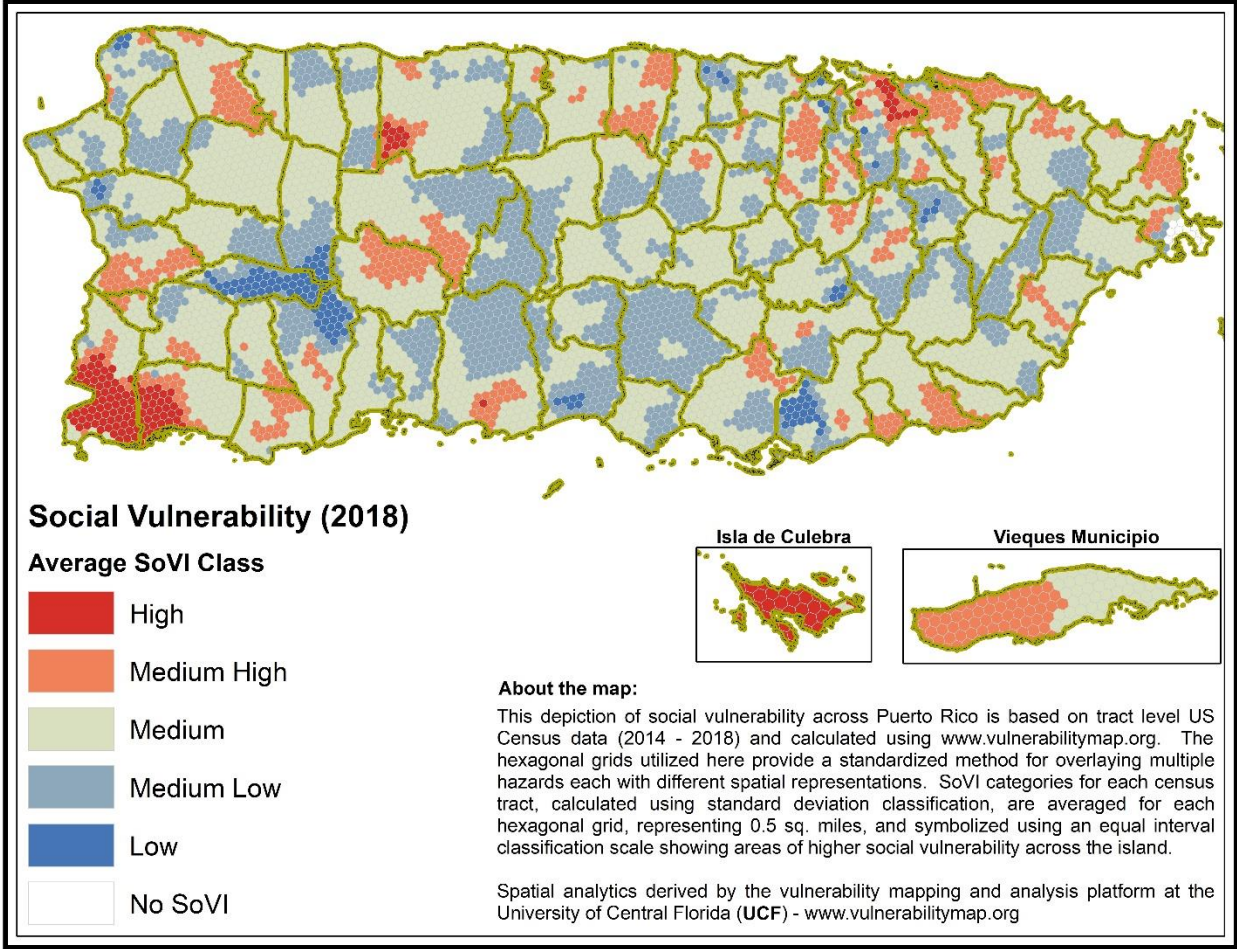 Social Vulnerability (2018)
Average SoVI Class
High
Medium High
Medium
Medium Low
Low
No SoVI
Isla de Culebra
Vieques Municipio
About the map:
This depiction of social vulnerability across Puerto Rico is based on tract level US
Census data (2014 - 2018) and calculated using www.vulnerabilitymap.org. The
hexagonal grids utilized here provide a standardized method for overlaying multiple
hazards each with different spatial representations. SoVI categories for each census
tract, calculated using standard deviation classification, are averaged for each
hexagonal grid, representing 0.5 sq. miles, and symbolized using an equal interval
classification scale showing areas of higher social vulnerability across the island.
Spatial analytics derived by the vulnerability mapping and analysis platform at the
University of Central Florida (UCF) - www.vulnerabilitymap.org